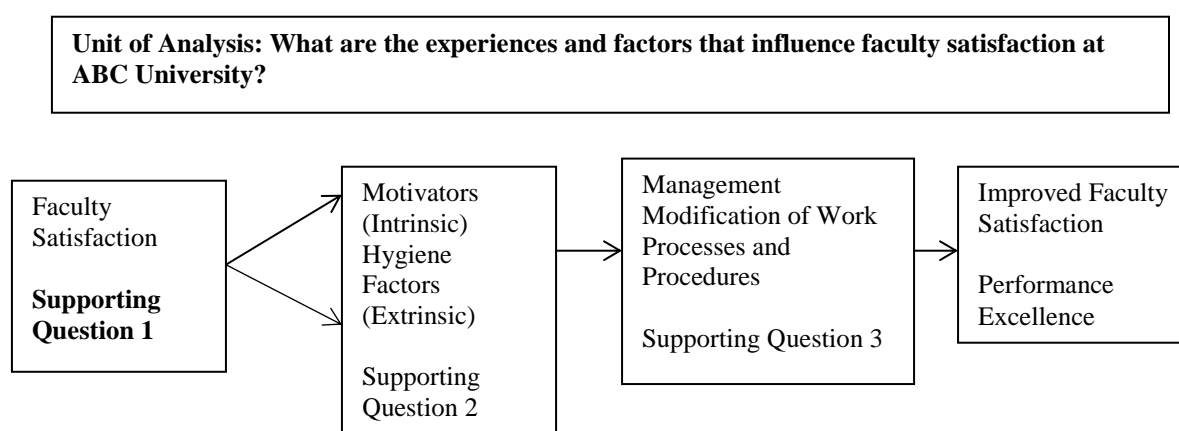 Unit of Analysis: What are the experiences and factors that influence faculty satisfaction at
ABC University?
Faculty
Satisfaction
Supporting
Question 1
Motivators
(Intrinsic)
Hygiene
Factors
(Extrinsic)
Supporting
Question 2
Management
Modification of Work
Processes and
Procedures
Supporting Question 3
Improved Faculty
Satisfaction
Performance
Excellence